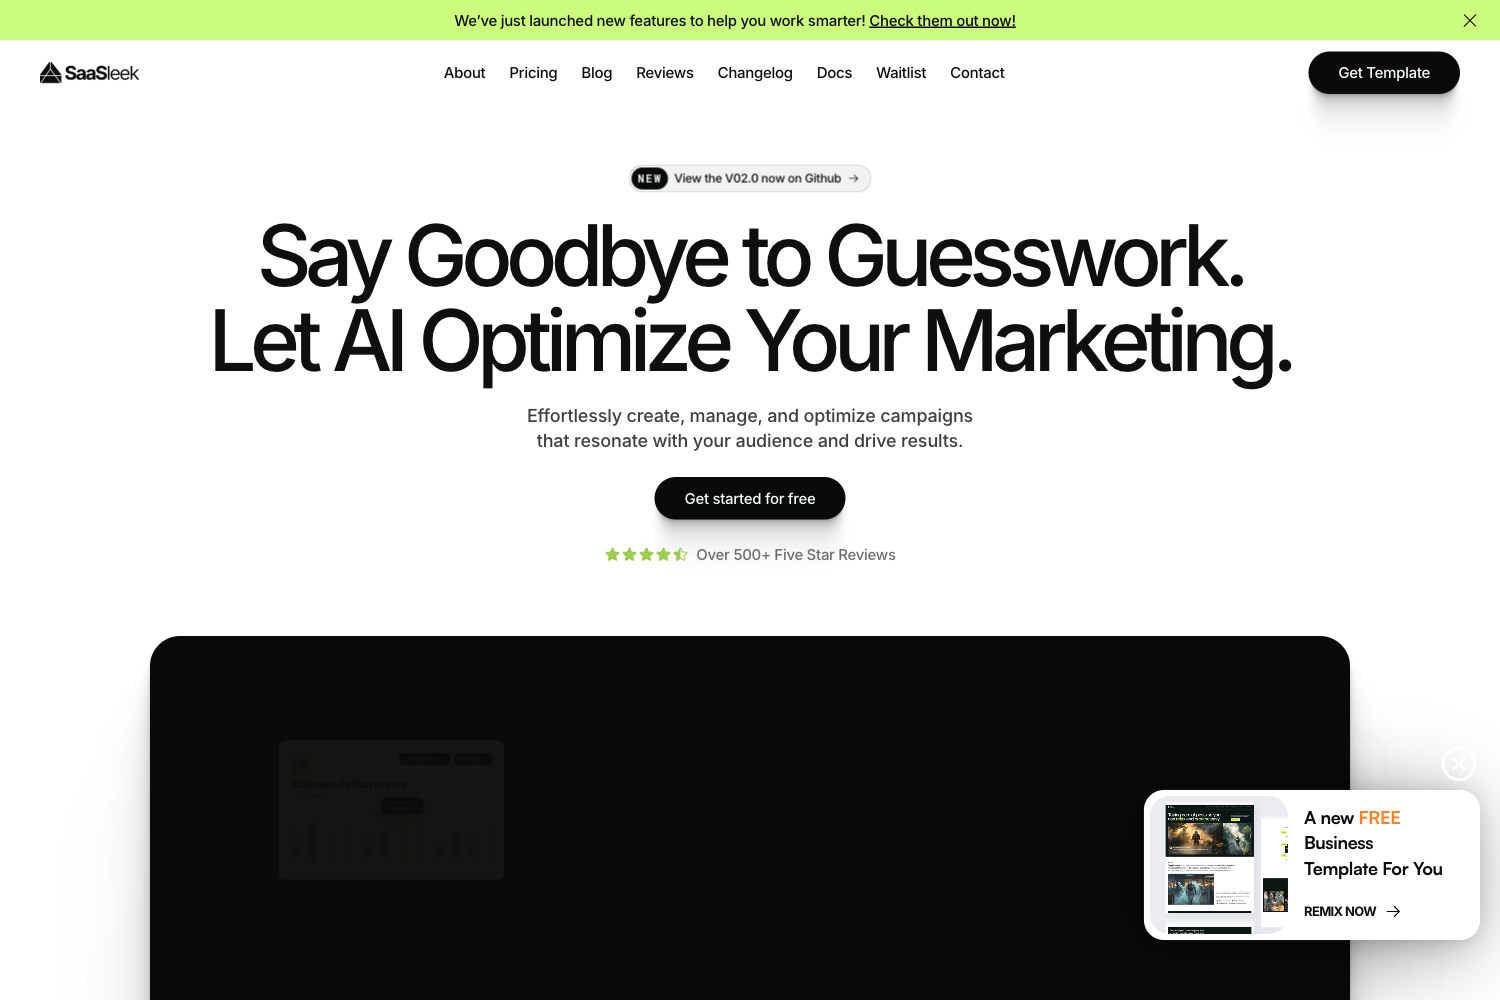 We've just launched new features to help you work smarter! Check them out now!
SaaSleek
About Pricing Blog Reviews Changelog Docs Waitlist Contact
Get Template
NEW View the V02.0 now on Github →
Say Goodbye to Guesswork.
Let AI Optimize Your Marketing.
Effortlessly create, manage, and optimize campaigns
that resonate with your audience and drive results.
Get started for free
Over 500+ Five Star Reviews
Business Performance
A new FREE
Business
Template For You
REMIX NOW →